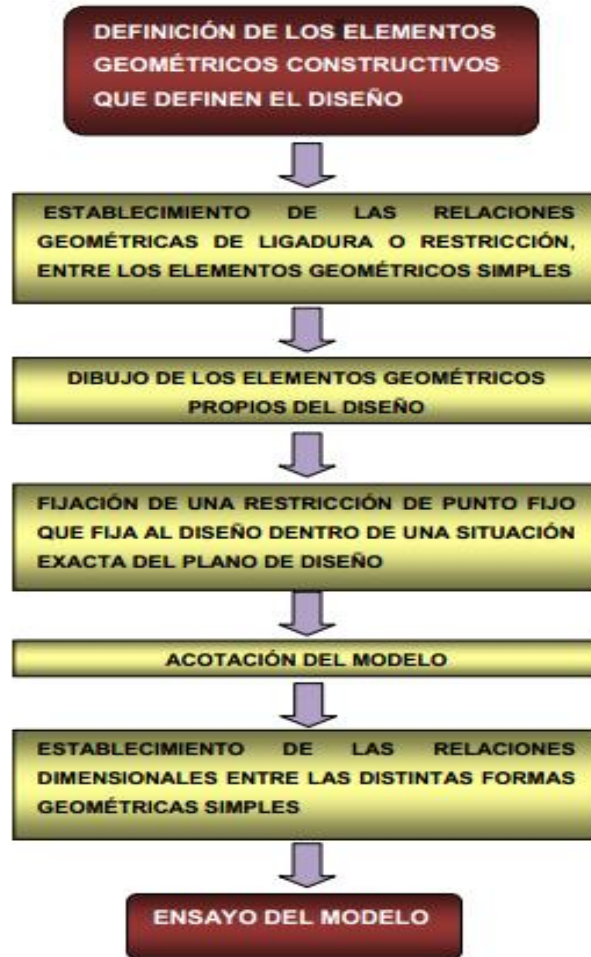 DEFINICIÓN DE LOS ELEMENTOS
GEOMÉTRICOS CONSTRUCTIVOS
QUE DEFINEN EL DISEÑO
ESTABLECIMIENTO DE LAS RELACIONES
GEOMÉTRICAS DE LIGADURA O RESTRICCIÓN,
ENTRE LOS ELEMENTOS GEOMÉTRICOS SIMPLES
DIBUJO DE LOS ELEMENTOS GEOMÉTRICOS
PROPIOS DEL DISEÑO
FIJACIÓN DE UNA RESTRICCIÓN DE PUNTO FIJO
QUE FIJA AL DISEÑO DENTRO DE UNA SITUACIÓN
EXACTA DEL PLANO DE DISEÑO
ACOTACIÓN DEL MODELO
ESTABLECIMIENTO DE LAS RELACIONES
DIMENSIONALES ENTRE LAS DISTINTAS FORMAS
GEOMÉTRICAS SIMPLES
ENSAYO DEL MODELO